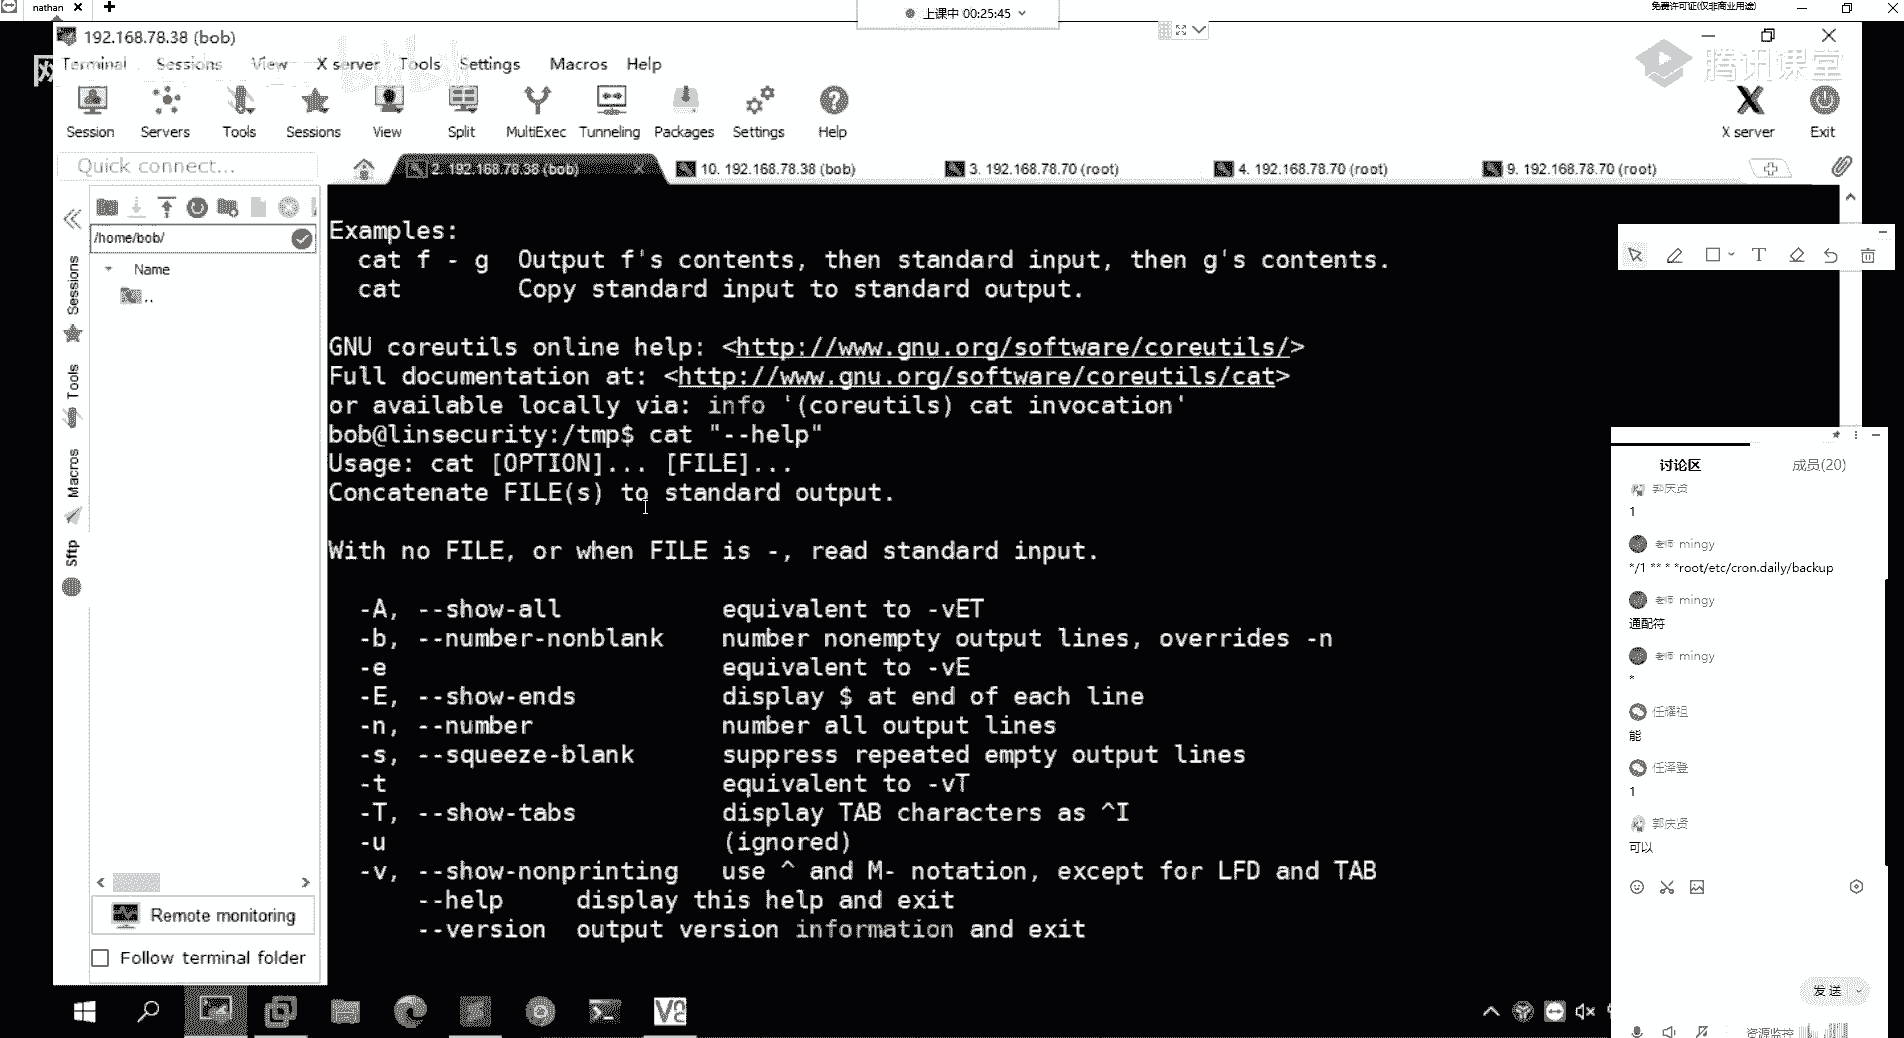 nathan
上课中 00:25:45
免费许可证(仅非商业用途)
192.168.78.38 (bob)
Terminal Sessions View X server Tools Settings Macros Help
腾讯课堂
Session Servers Tools Sessions View Split MultiExec Tunneling Packages Settings Help X server Exit
Quick connect...
2. 192.168.78.38 (bob)
10. 192.168.78.38 (bob)
3. 192.168.78.70 (root)
4. 192.168.78.70 (root)
9. 192.168.78.70 (root)
/home/bob/
Name
..
Sessions
Tools
Macros
Sftp
Remote monitoring
Follow terminal folder
Examples:
cat f - g Output f's contents, then standard input, then g's contents.
cat Copy standard input to standard output.
GNU coreutils online help: <http://www.gnu.org/software/coreutils/>
Full documentation at: <http://www.gnu.org/software/coreutils/cat>
or available locally via: info '(coreutils) cat invocation'
bob@linsecurity:/tmp$ cat "--help"
Usage: cat [OPTION]... [FILE]...
Concatenate FILE(s) to standard output.
With no FILE, or when FILE is -, read standard input.
-A, --show-all equivalent to -vET
-b, --number-nonblank number nonempty output lines, overrides -n
-e equivalent to -vE
-E, --show-ends display $ at end of each line
-n, --number number all output lines
-s, --squeeze-blank suppress repeated empty output lines
-t equivalent to -vT
-T, --show-tabs display TAB characters as ^I
-u (ignored)
-v, --show-nonprinting use ^ and M- notation, except for LFD and TAB
--help display this help and exit
--version output version information and exit
讨论区 成员(20)
郭庆贤
1
老师 mingy
*/1 ** * *root/etc/cron.daily/backup
老师 mingy
通配符
老师 mingy
*
任耀祖
能
任泽登
1
郭庆贤
可以
发送
资源监控